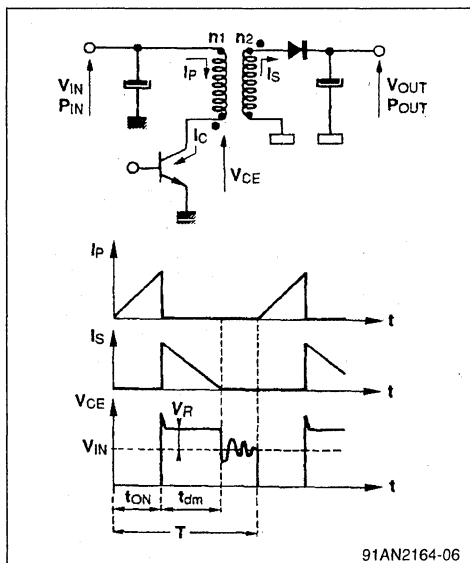 n1 n2
IP IS
VIN
PIN
VOUT
POUT
IC
VCE
IP
t
IS
t
VCE
VR
VIN
t
tON tdm
T
91AN2164-06